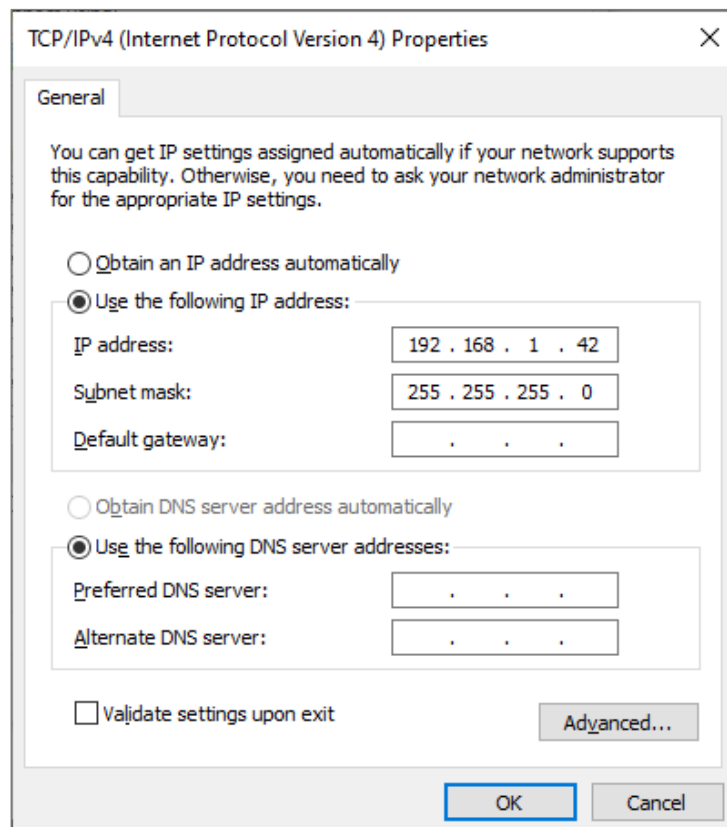 TCP/IPv4 (Internet Protocol Version 4) Properties
General
You can get IP settings assigned automatically if your network supports
this capability. Otherwise, you need to ask your network administrator
for the appropriate IP settings.
Obtain an IP address automatically
Use the following IP address:
IP address: 192 . 168 . 1 . 42
Subnet mask: 255 . 255 . 255 . 0
Default gateway: . . .
Obtain DNS server address automatically
Use the following DNS server addresses:
Preferred DNS server: . . .
Alternate DNS server: . . .
Validate settings upon exit
Advanced...
OK Cancel